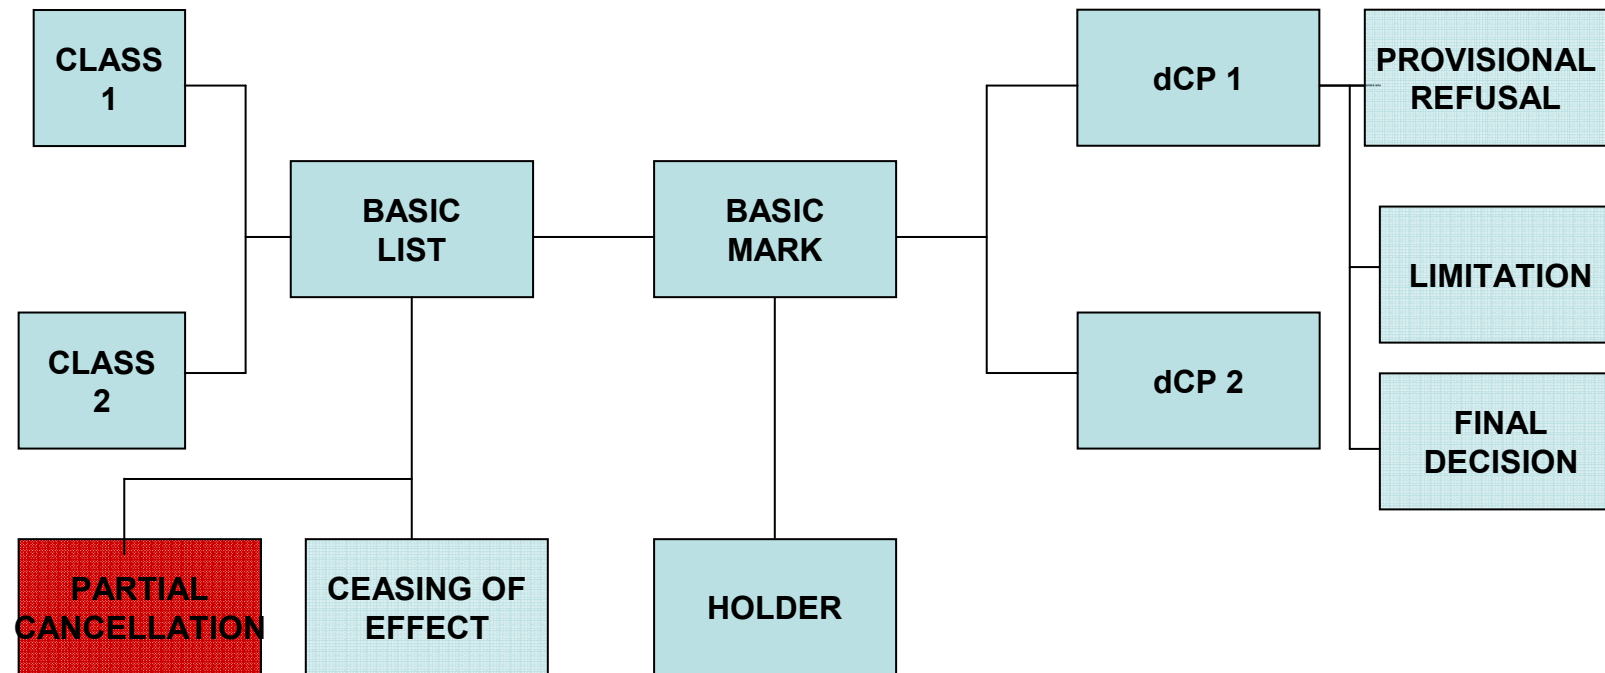 CLASS
1
dCP 1
PROVISIONAL
REFUSAL
BASIC
LIST
BASIC
MARK
LIMITATION
CLASS
2
dCP 2
FINAL
DECISION
PARTIAL
CANCELLATION
CEASING OF
EFFECT
HOLDER